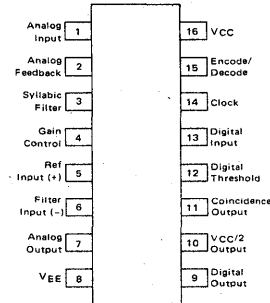 Analog
Input 1
Analog
Feedback 2
Syllabic
Filter 3
Gain
Control 4
Ref
Input (+) 5
Filter
Input (−) 6
Analog
Output 7
VEE 8
16 VCC
15 Encode/
Decode
14 Clock
13 Digital
Input
12 Digital
Threshold
11 Coincidence
Output
10 VCC/2
Output
9 Digital
Output